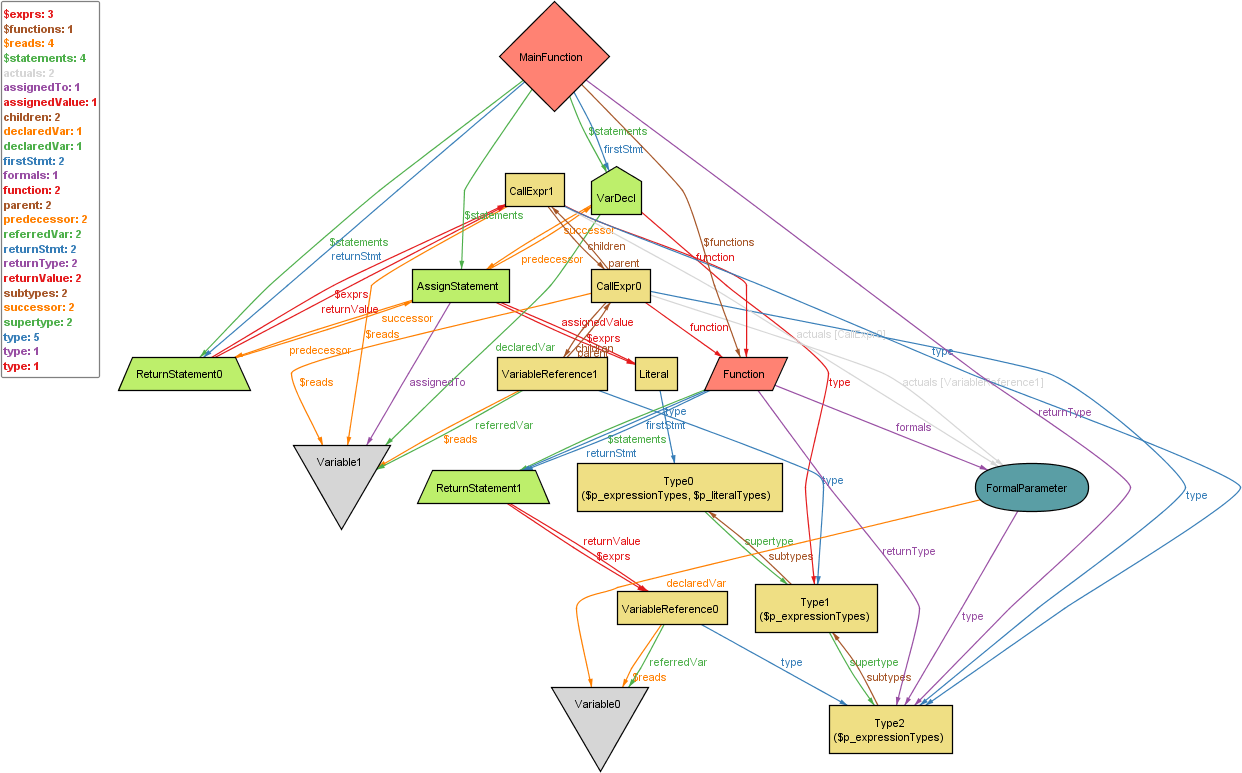 $exprs: 3
$functions: 1
$reads: 4
$statements: 4
actuals: 2
assignedTo: 1
assignedValue: 1
children: 2
declaredVar: 1
declaredVar: 1
firstStmt: 2
formals: 1
function: 2
parent: 2
predecessor: 2
referredVar: 2
returnStmt: 2
returnType: 2
returnValue: 2
subtypes: 2
successor: 2
supertype: 2
type: 5
type: 1
type: 1
MainFunction
$statements
firstStmt
CallExpr1
VarDecl
$statements
successor
$statements
children
$functions
returnStmt
predecessor
parent
function
AssignStatement
CallExpr0
$exprs
returnValue
successor
assignedValue
function
$reads
$exprs
actuals [CallExpr0]
predecessor
declaredVar
children
parent
type
ReturnStatement0
VariableReference1
Literal
Function
$reads
assignedTo
type
actuals [VariableReference1]
type
returnType
referredVar
firstStmt
formals
$reads
$statements
returnStmt
Variable1
ReturnStatement1
Type0
($p_expressionTypes, $p_literalTypes)
type
FormalParameter
type
returnValue
supertype
returnType
$exprs
subtypes
declaredVar
VariableReference0
Type1
($p_expressionTypes)
type
referredVar
type
supertype
$reads
subtypes
Variable0
Type2
($p_expressionTypes)